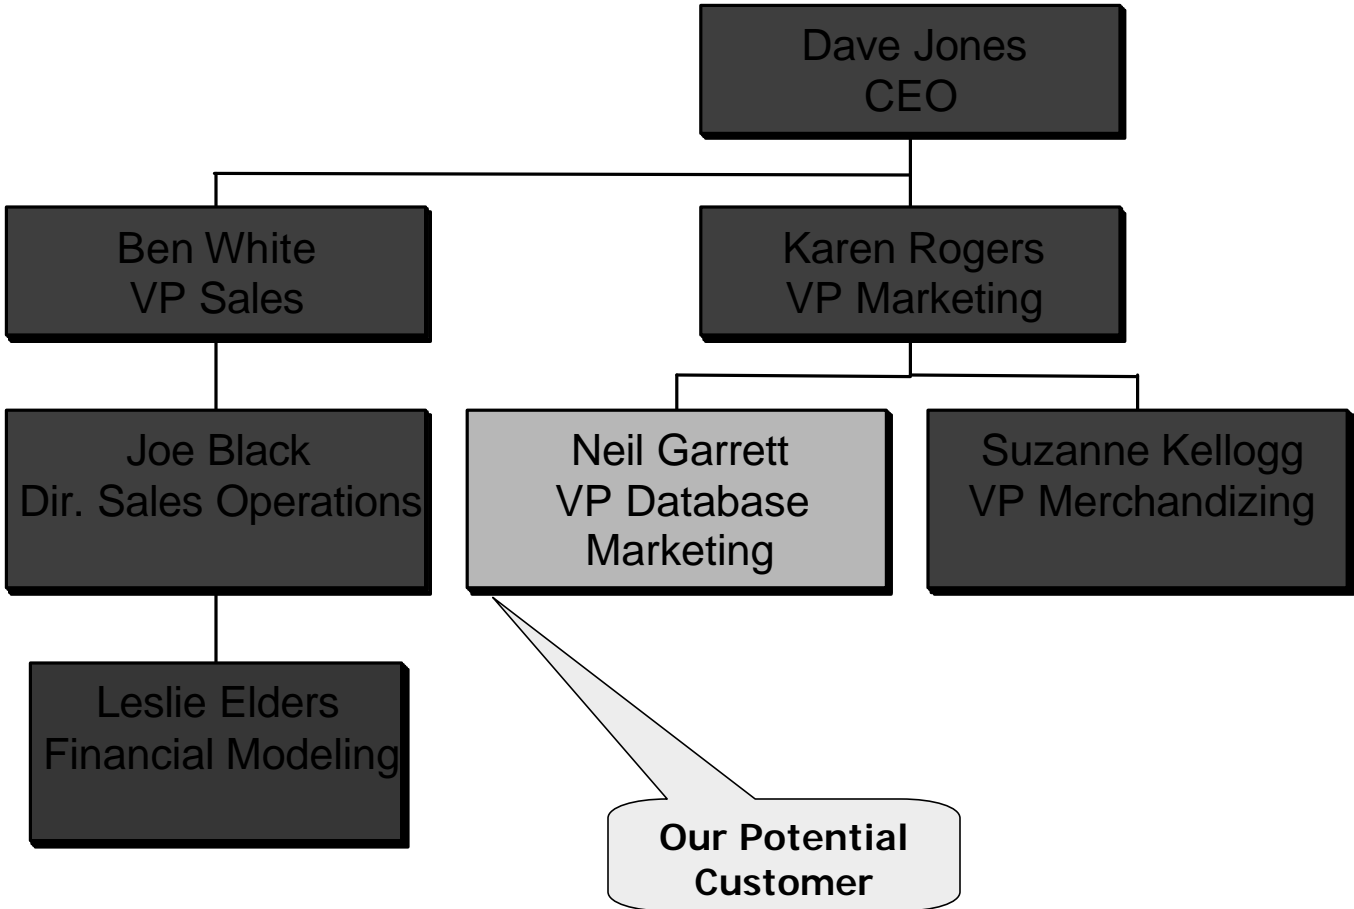 Dave Jones
CEO
Ben White
VP Sales
Karen Rogers
VP Marketing
Joe Black
Dir. Sales Operations
Neil Garrett
VP Database
Marketing
Suzanne Kellogg
VP Merchandizing
Leslie Elders
Financial Modeling
Our Potential
Customer